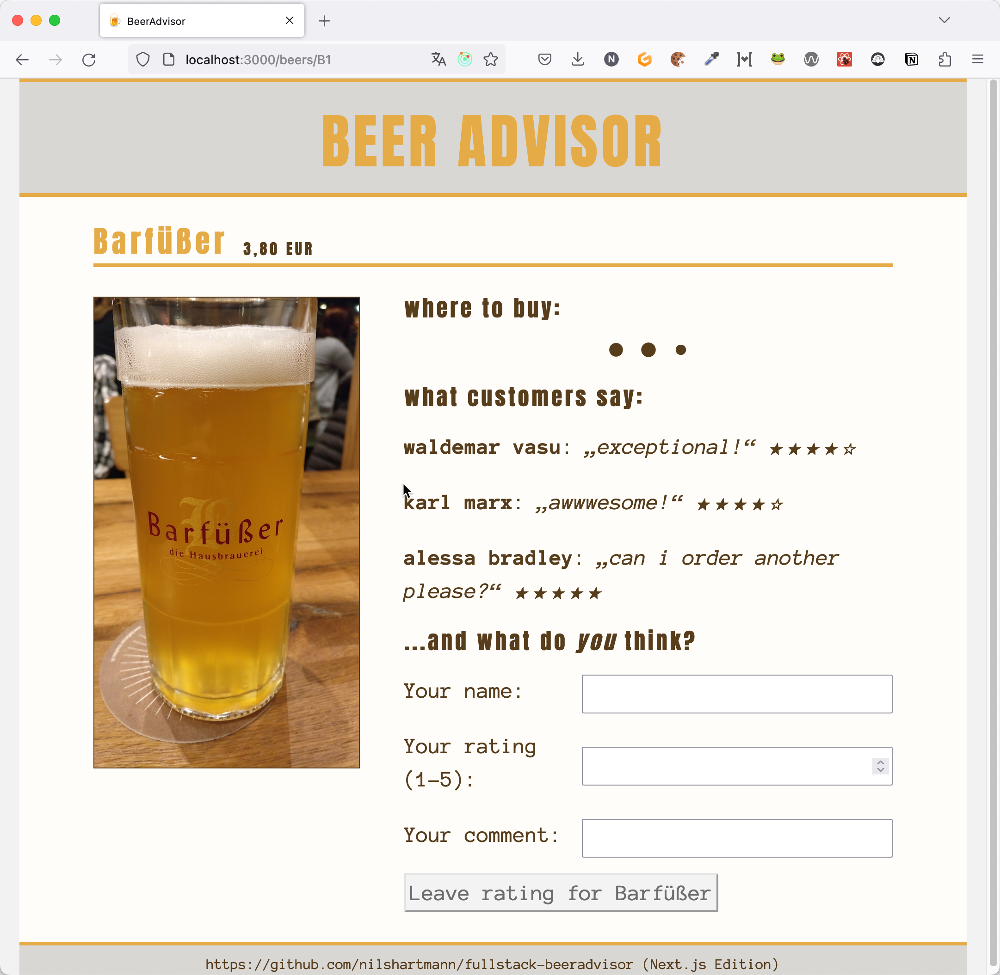 BeerAdvisor
localhost:3000/beers/B1
BEER ADVISOR
Barfüßer 3,80 EUR
Barfüßer
die Hausbrauerei
where to buy:
what customers say:
waldemar vasu: „exceptional!“ ★★★★☆
karl marx: „awwwesome!“ ★★★★☆
alessa bradley: „can i order another
please?“ ★★★★★
...and what do you think?
Your name:
Your rating
(1-5):
Your comment:
Leave rating for Barfüßer
https://github.com/nilshartmann/fullstack-beeradvisor (Next.js Edition)